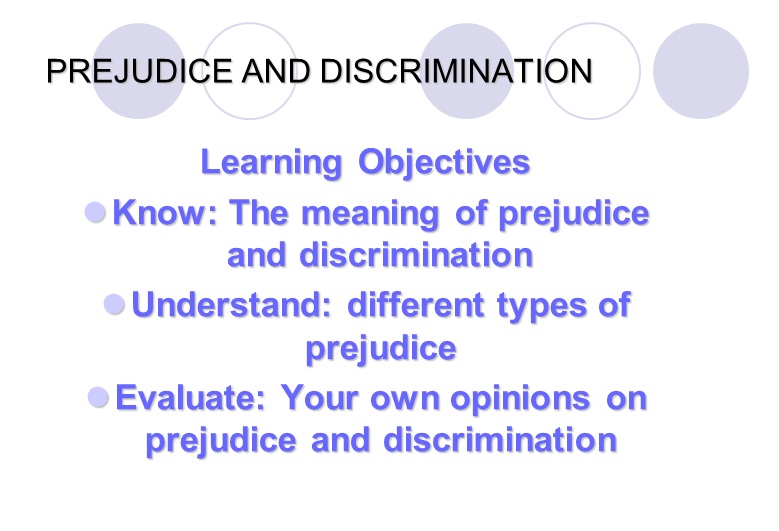 PREJUDICE AND DISCRIMINATION
Learning Objectives
Know: The meaning of prejudice
and discrimination
Understand: different types of
prejudice
Evaluate: Your own opinions on
prejudice and discrimination